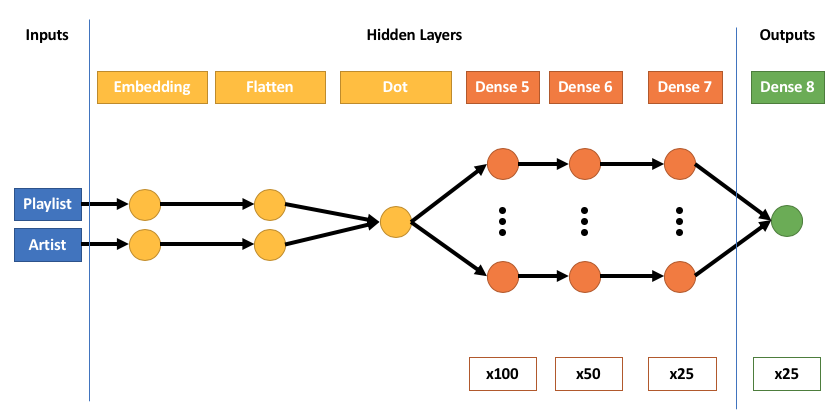 Inputs
Hidden Layers
Outputs
Embedding
Flatten
Dot
Dense 5
Dense 6
Dense 7
Dense 8
Playlist
Artist
x100
x50
x25
x25